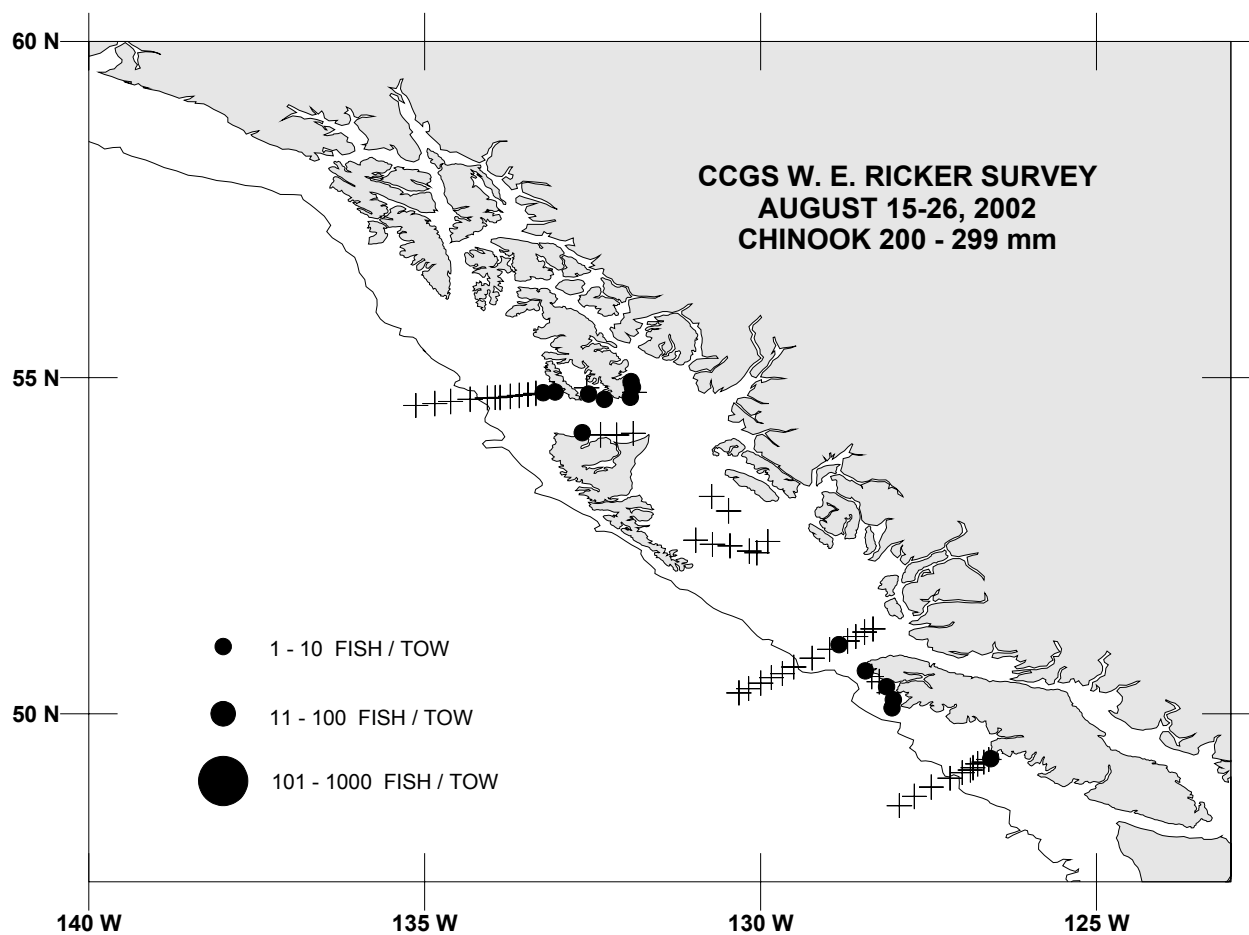 60 N
CCGS W. E. RICKER SURVEY
AUGUST 15-26, 2002
CHINOOK 200 - 299 mm
55 N
1 - 10 FISH / TOW
11 - 100 FISH / TOW
101 - 1000 FISH / TOW
50 N
140 W
135 W
130 W
125 W